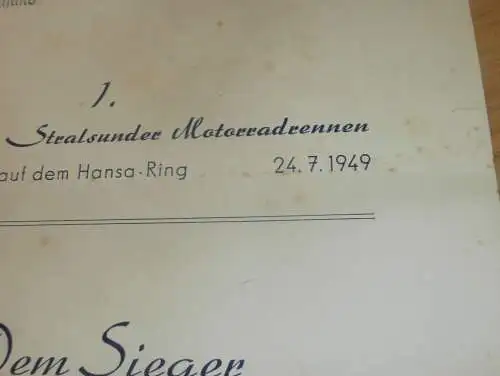 1.
Stralsunder Motorradrennen
auf dem Hansa-Ring 24.7.1949
Dem Sieger